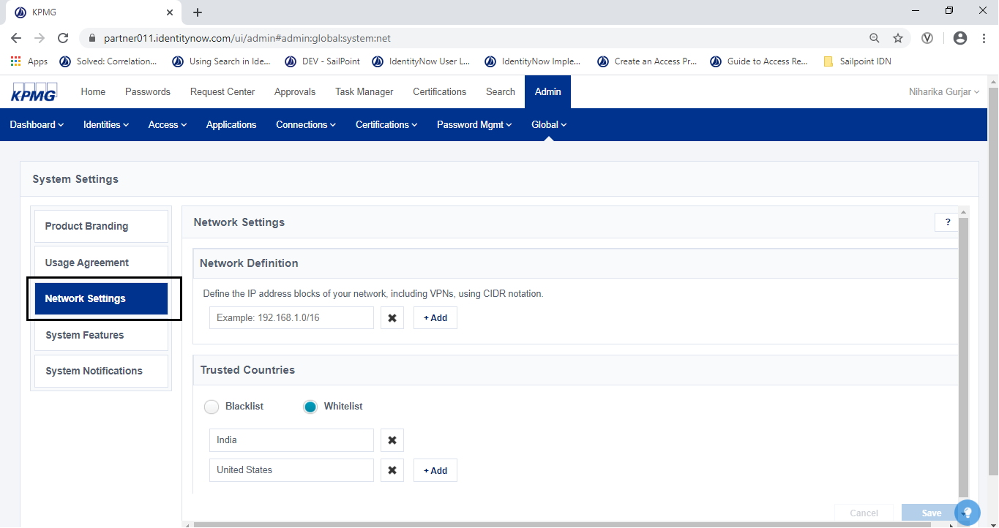 KPMG
partner011.identitynow.com/ui/admin#admin:global:system:net
Apps Solved: Correlation... Using Search in Ide... DEV - SailPoint IdentityNow User L... IdentityNow Imple... Create an Access Pr... Guide to Access Re... Sailpoint IDN
KPMG Home Passwords Request Center Approvals Task Manager Certifications Search Admin Niharika Gurjar
Dashboard Identities Access Applications Connections Certifications Password Mgmt Global
System Settings
Product Branding
Usage Agreement
Network Settings
System Features
System Notifications
Network Settings ?
Network Definition
Define the IP address blocks of your network, including VPNs, using CIDR notation.
Example: 192.168.1.0/16 + Add
Trusted Countries
Blacklist Whitelist
India
United States + Add
Cancel Save